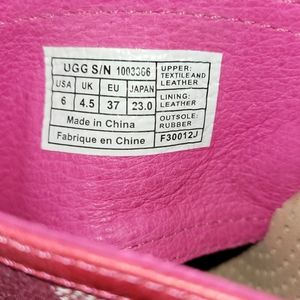 UGG S/N 1003366
USA UK EU JAPAN
6 4.5 37 23.0
Made in China
Fabrique en Chine
UPPER:
TEXTILE AND
LEATHER
LINING:
LEATHER
OUTSOLE:
RUBBER
F30012J